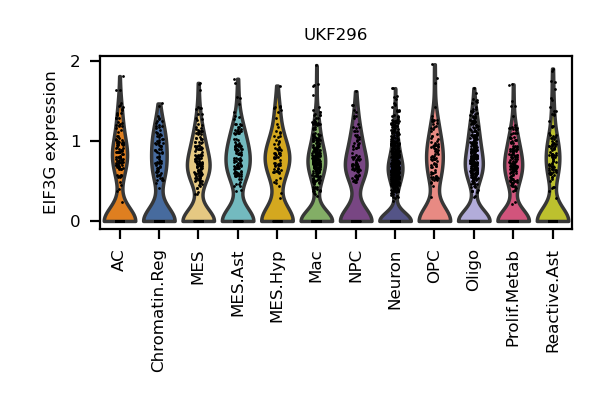 UKF296
EIF3G expression
2
1
0
AC
Chromatin.Reg
MES
MES.Ast
MES.Hyp
Mac
NPC
Neuron
OPC
Oligo
Prolif.Metab
Reactive.Ast